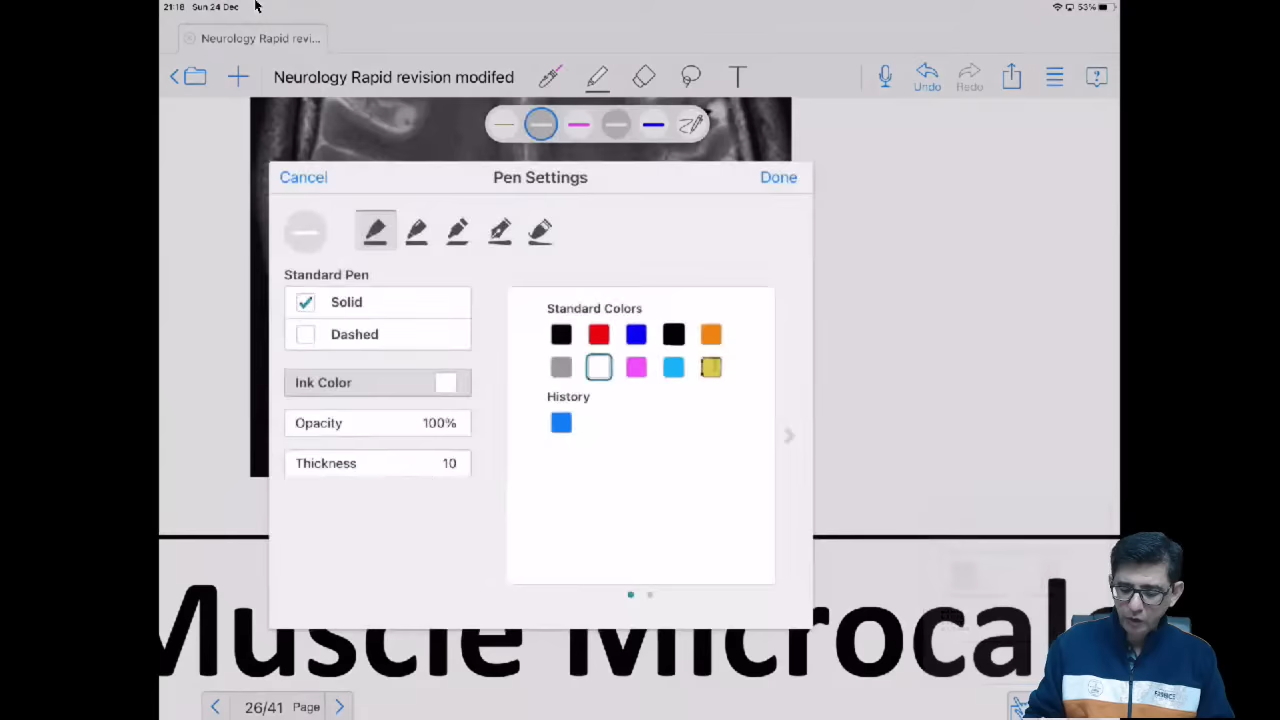 21:18 Sun 24 Dec
53%
Neurology Rapid revi...
Neurology Rapid revision modifed
Undo
Redo
Cancel
Pen Settings
Done
Standard Pen
Solid
Dashed
Ink Color
Opacity 100%
Thickness 10
Standard Colors
History
Muscle Microcal
26/41 Page